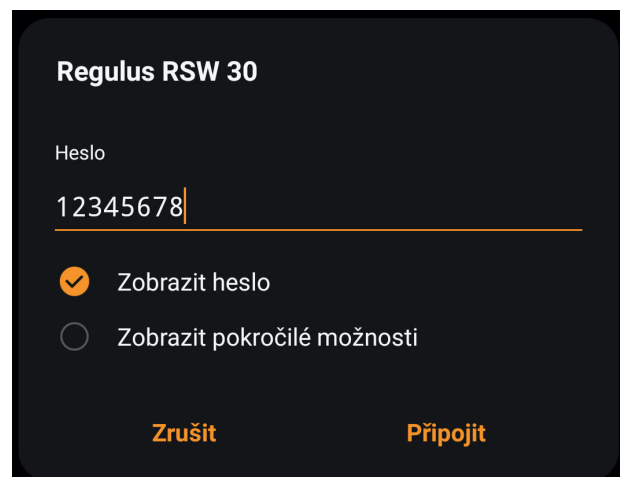 Regulus RSW 30
Heslo
12345678
Zobrazit heslo
Zobrazit pokročilé možnosti
Zrušit Připojit